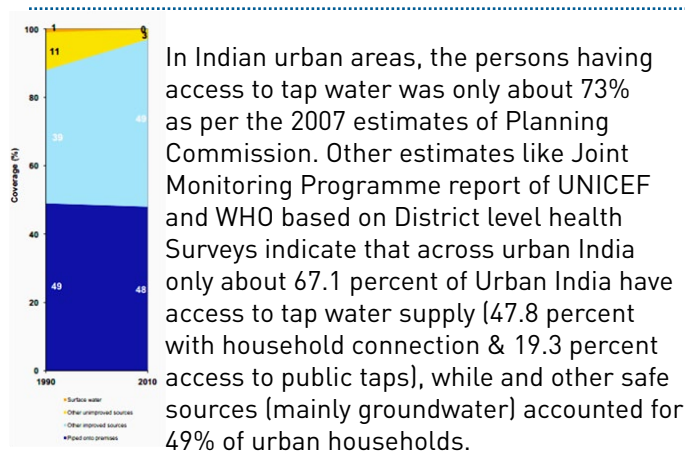 100
80
60
40
20
0
Coverage (%)
1 0
11 3
39 49
49 48
1990 2010
Surface water
Other unimproved sources
Other improved sources
Piped onto premises
In Indian urban areas, the persons having
access to tap water was only about 73%
as per the 2007 estimates of Planning
Commission. Other estimates like Joint
Monitoring Programme report of UNICEF
and WHO based on District level health
Surveys indicate that across urban India
only about 67.1 percent of Urban India have
access to tap water supply (47.8 percent
with household connection & 19.3 percent
access to public taps), while and other safe
sources (mainly groundwater) accounted for
49% of urban households.